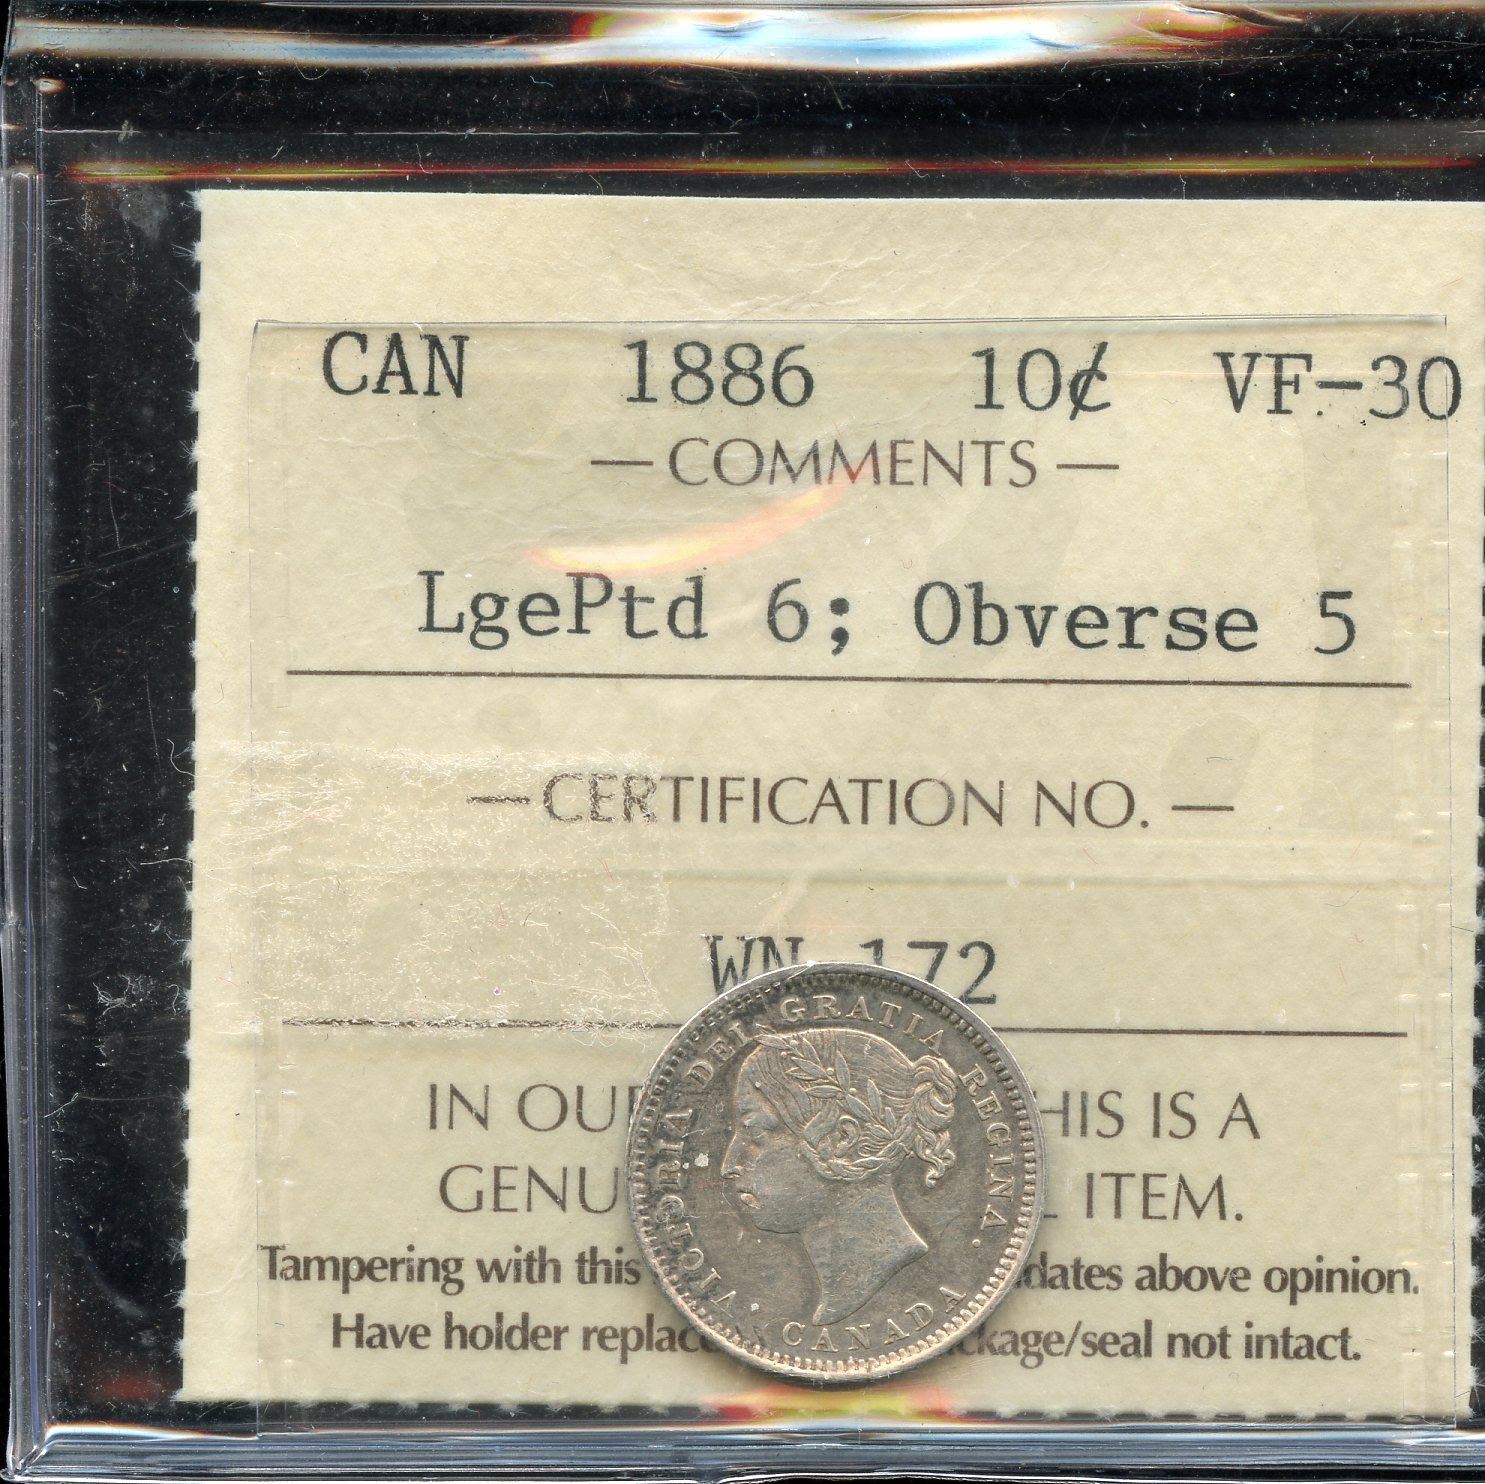 CAN 1886 10¢ VF-30
— COMMENTS —
LgePtd 6; Obverse 5
— CERTIFICATION NO. —
WN 172
IN OU HIS IS A
GENU ITEM.
Tampering with this dates above opinion.
Have holder replac ckage/seal not intact.
VICTORIA DEI GRATIA REGINA.
CANADA